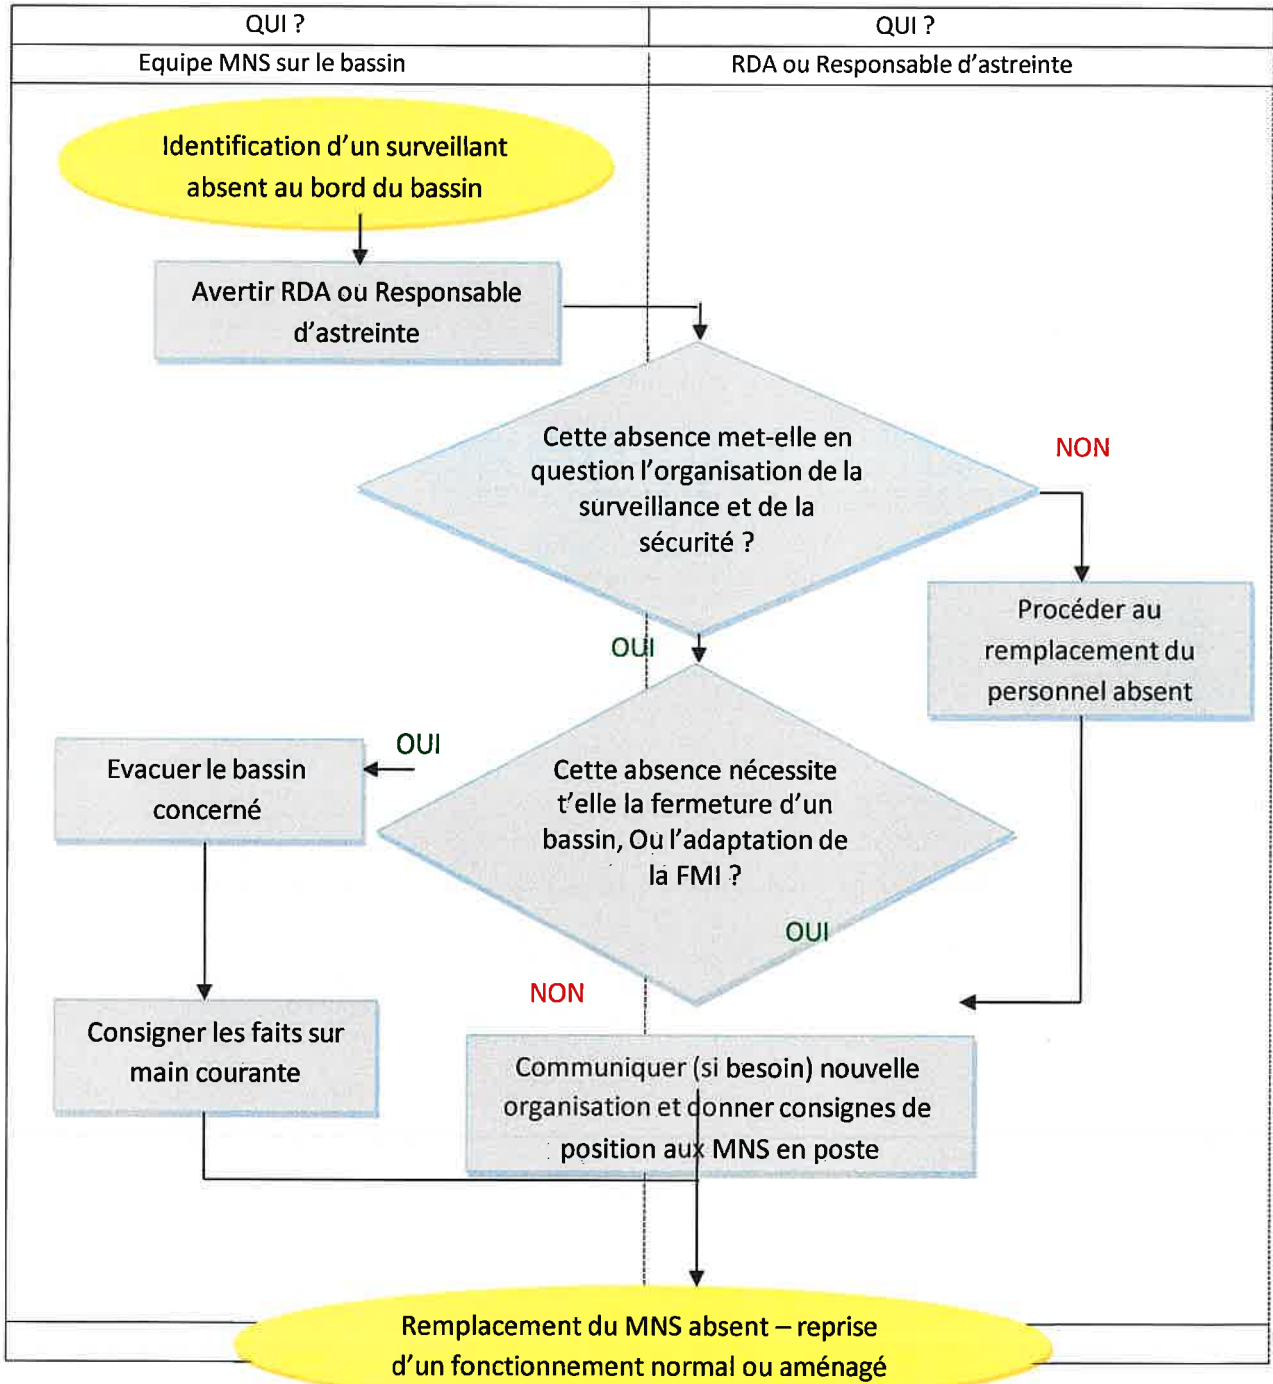 QUI ?
QUI ?
Equipe MNS sur le bassin
RDA ou Responsable d'astreinte
Identification d'un surveillant
absent au bord du bassin
Avertir RDA ou Responsable
d'astreinte
Cette absence met-elle en
question l'organisation de la
surveillance et de la
sécurité ?
NON
Procéder au
remplacement du
personnel absent
OUI
OUI
Evacuer le bassin
concerné
Cette absence nécessite
t'elle la fermeture d'un
bassin, Ou l'adaptation de
la FMI ?
OUI
NON
Consigner les faits sur
main courante
Communiquer (si besoin) nouvelle
organisation et donner consignes de
position aux MNS en poste
Remplacement du MNS absent – reprise
d'un fonctionnement normal ou aménagé